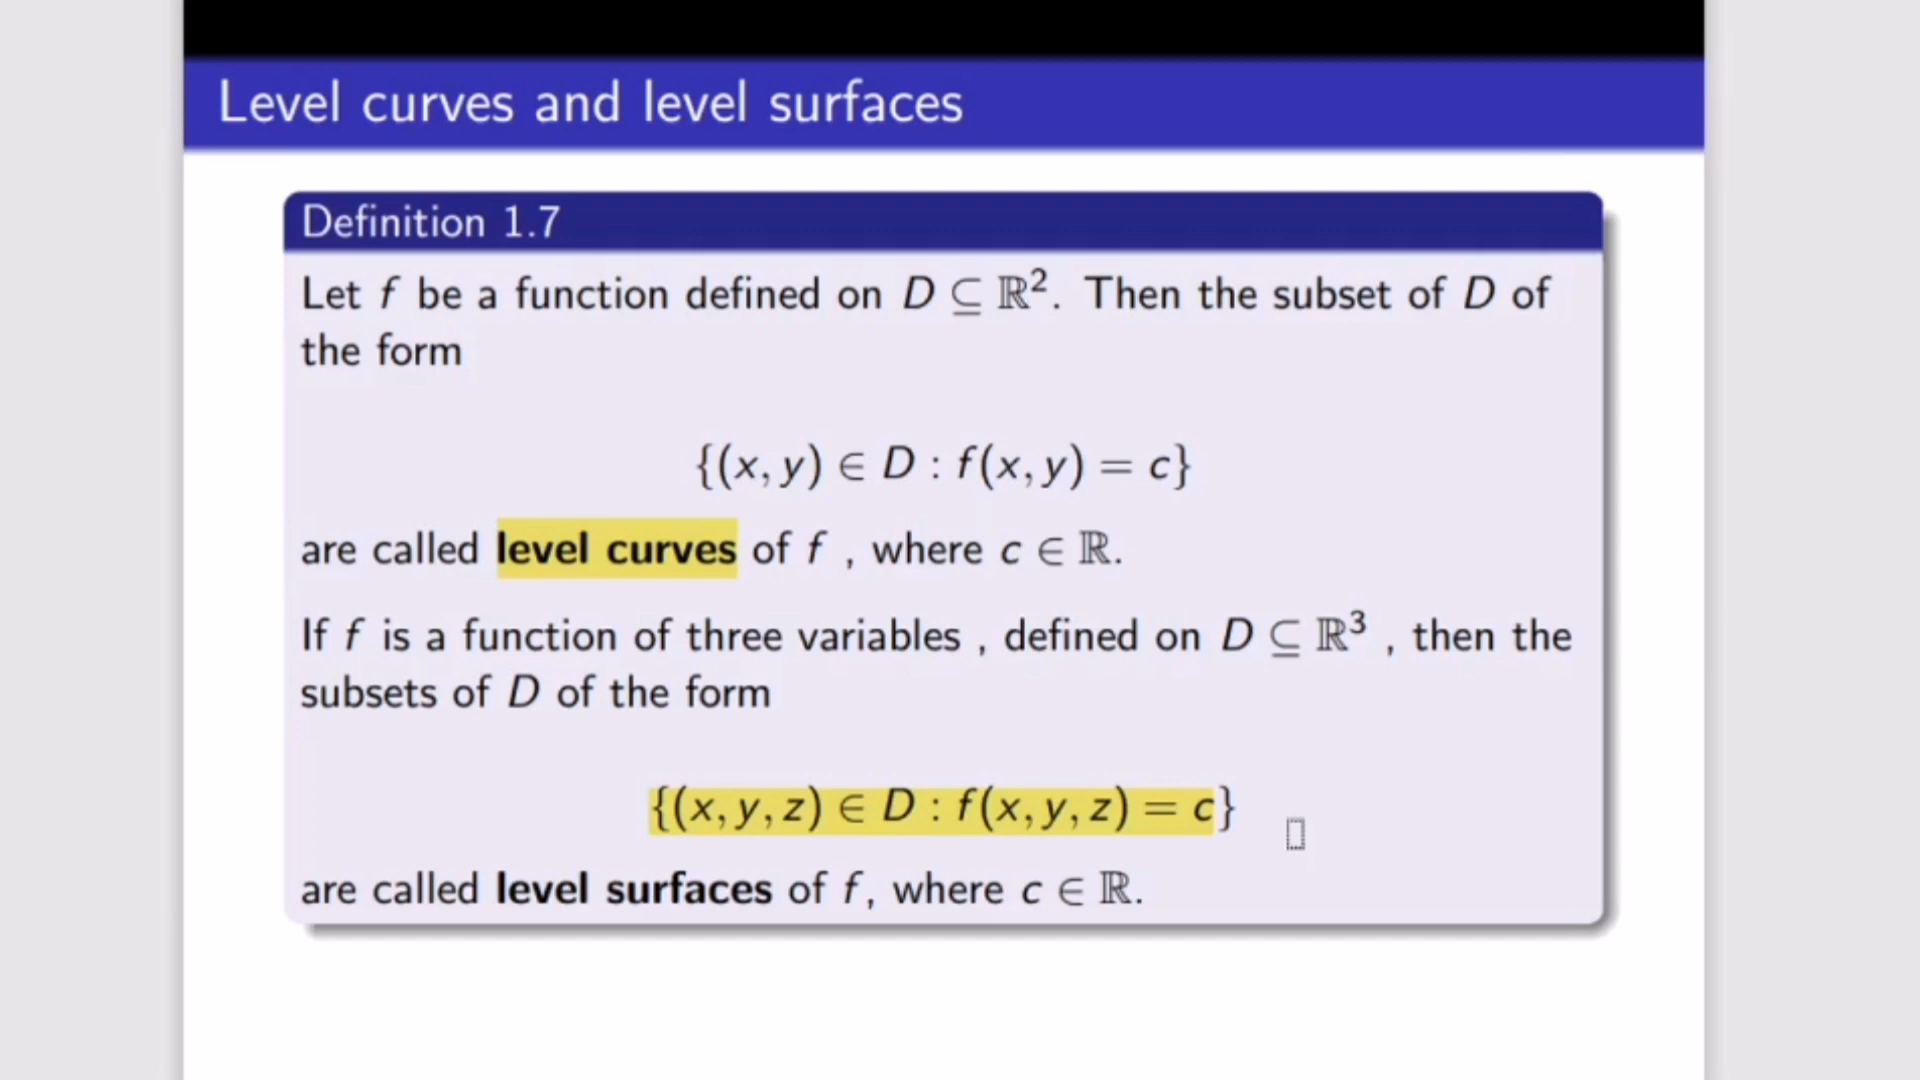 Level curves and level surfaces
Definition 1.7
Let f be a function defined on D ⊆ ℝ². Then the subset of D of
the form
{(x, y) ∈ D : f(x, y) = c}
are called level curves of f , where c ∈ ℝ.
If f is a function of three variables , defined on D ⊆ ℝ³ , then the
subsets of D of the form
{(x, y, z) ∈ D : f(x, y, z) = c}
are called level surfaces of f, where c ∈ ℝ.